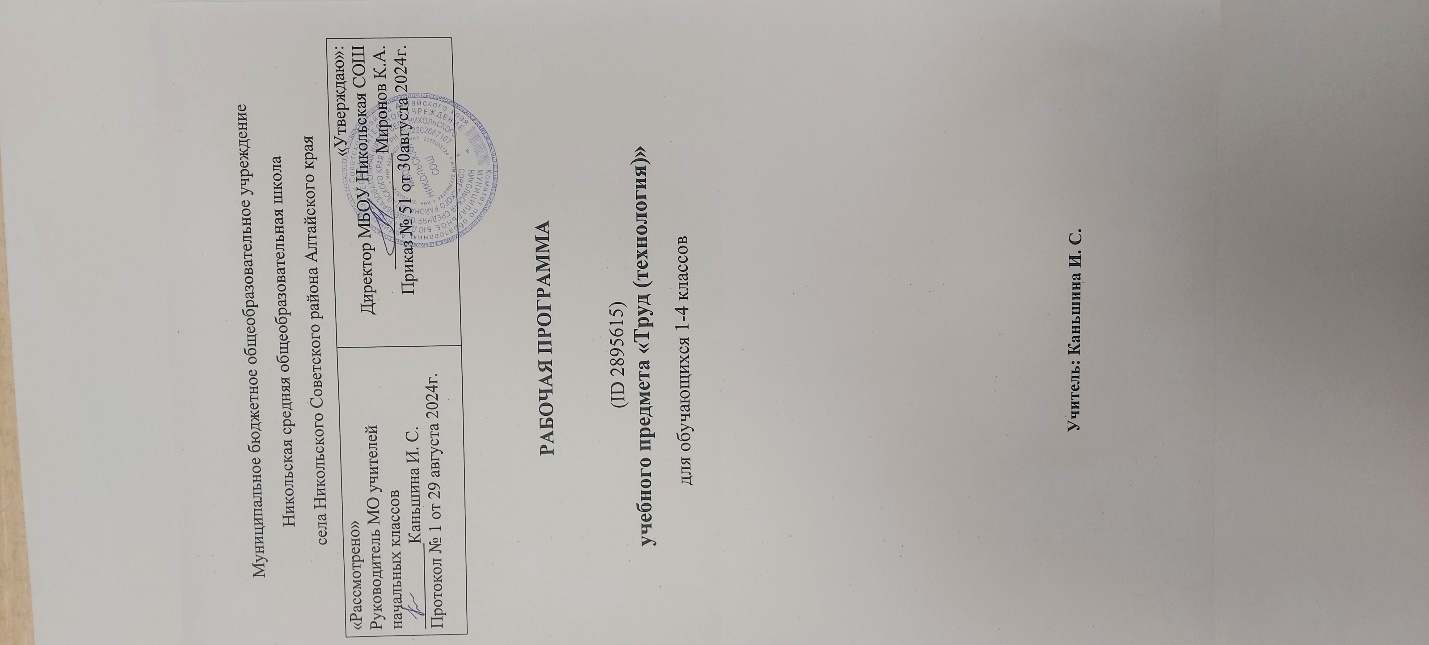 Муниципальное бюджетное общеобразовательное учреждение
Никольская средняя общеобразовательная школа
села Никольского Советского района Алтайского края
«Рассмотрено»
Руководитель МО учителей
начальных классов
Каньшина И. С.
Протокол № 1 от 29 августа 2024г.
«Утверждаю»:
Директор МБОУ Никольская СОШ
Миронов К.А.
Приказ № 51 от 30августа 2024г.
РАБОЧАЯ ПРОГРАММА
(ID 2895615)
учебного предмета «Труд (технология)»
для обучающихся 1-4 классов
Учитель: Каньшина И. С.